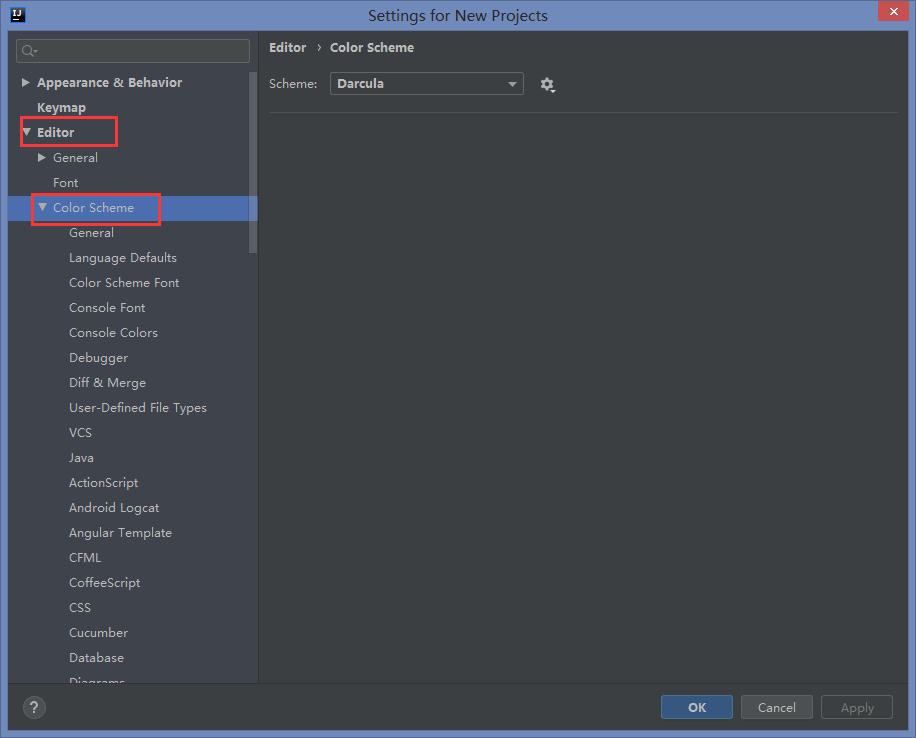 IJ
Settings for New Projects
Editor › Color Scheme
Scheme: Darcula
Appearance & Behavior
Keymap
Editor
General
Font
Color Scheme
General
Language Defaults
Color Scheme Font
Console Font
Console Colors
Debugger
Diff & Merge
User-Defined File Types
VCS
Java
ActionScript
Android Logcat
Angular Template
CFML
CoffeeScript
CSS
Cucumber
Database
Diagrams
?
OK Cancel Apply